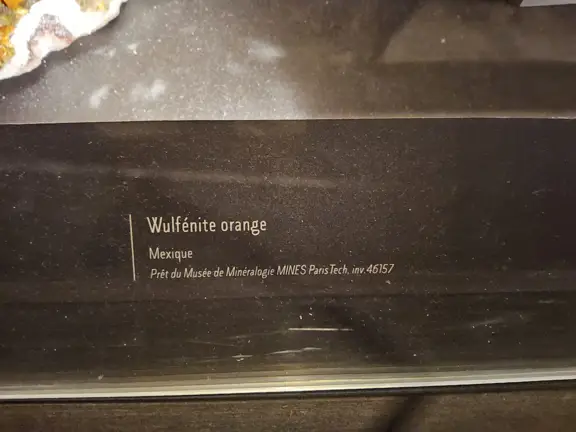 Wulfénite orange
Mexique
Prêt du Musée de Minéralogie MINES ParisTech, inv.46157